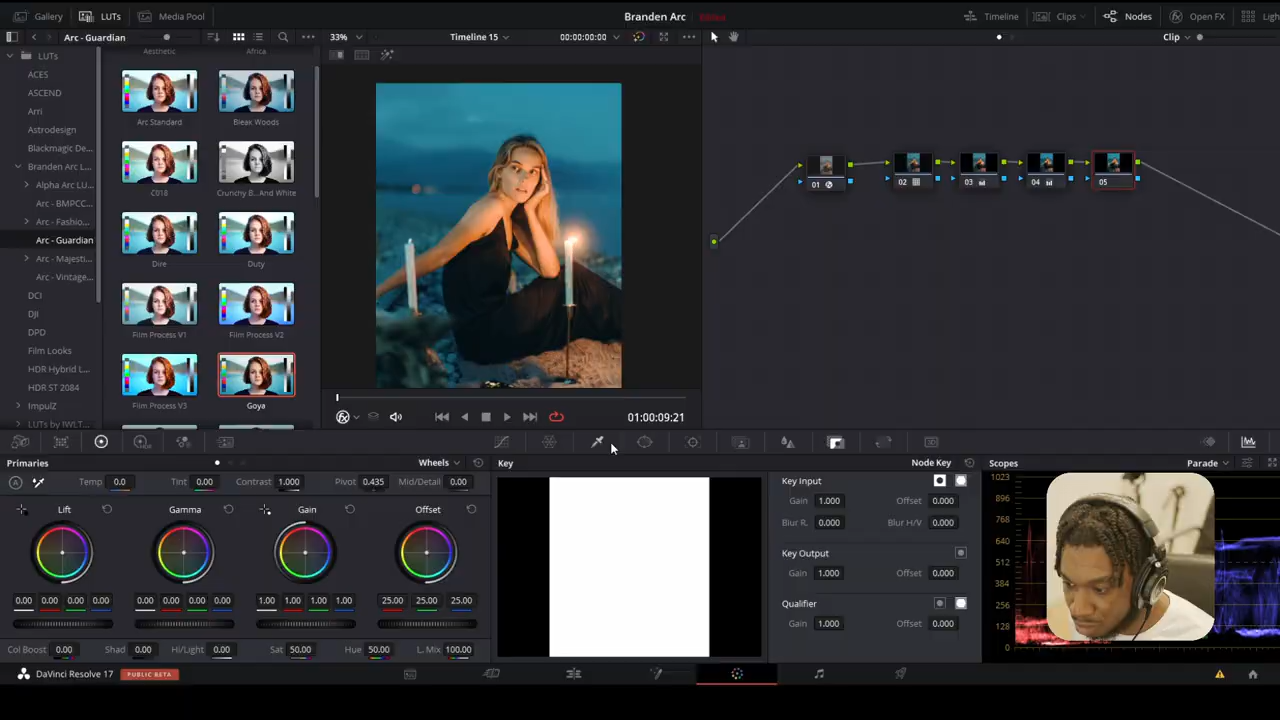 Gallery LUTs Media Pool Branden Arc Edited Timeline Clips Nodes Open FX Ligh
Arc - Guardian 33% Timeline 15 00:00:00:00 Clip
LUTs Aesthetic Africa
ACES
ASCEND
Arri
Astrodesign
Blackmagic De...
Branden Arc L...
Alpha Arc LU...
Arc - BMPCC...
Arc - Fashio...
Arc - Guardian
Arc - Majesti...
Arc - Vintage...
DCI
DJI
DPD
Film Looks
HDR Hybrid L...
HDR ST 2084
ImpulZ
LUTs by IWLT...
Arc Standard Bleak Woods
C018 Crunchy B...And White
Dire Duty
Film Process V1 Film Process V2
Film Process V3 Goya
01 02 03 04 05
01:00:09:21
Primaries Wheels Key Node Key Scopes Parade
Temp 0.0 Tint 0.00 Contrast 1.000 Pivot 0.435 Mid/Detail 0.00
Lift Gamma Gain Offset
0.00 0.00 0.00 0.00 0.00 0.00 0.00 0.00 1.00 1.00 1.00 1.00 25.00 25.00 25.00
Col Boost 0.00 Shad 0.00 Hi/Light 0.00 Sat 50.00 Hue 50.00 L. Mix 100.00
Key Input
Gain 1.000 Offset 0.000
Blur R. 0.000 Blur H/V 0.000
Key Output
Gain 1.000 Offset 0.000
Qualifier
Gain 1.000 Offset 0.000
1023
896
768
640
512
384
256
128
0
DaVinci Resolve 17 PUBLIC BETA